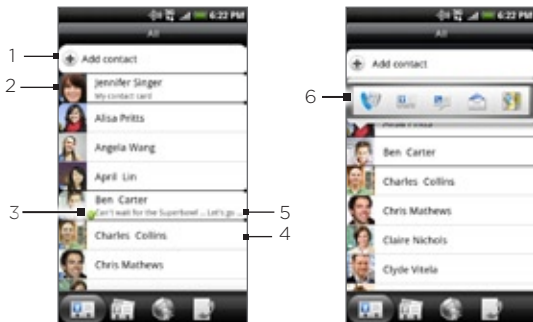 6:22 PM
All
1
Add contact
2
Jennifer Singer
My contact card
Alisa Pritts
Angela Wang
April Lin
Ben Carter
3
Can't wait for the Superbowl ... Let's go ...
5
Charles Collins
4
Chris Mathews
6:22 PM
All
Add contact
6
Ben Carter
Charles Collins
Chris Mathews
Claire Nichols
Clyde Vitela